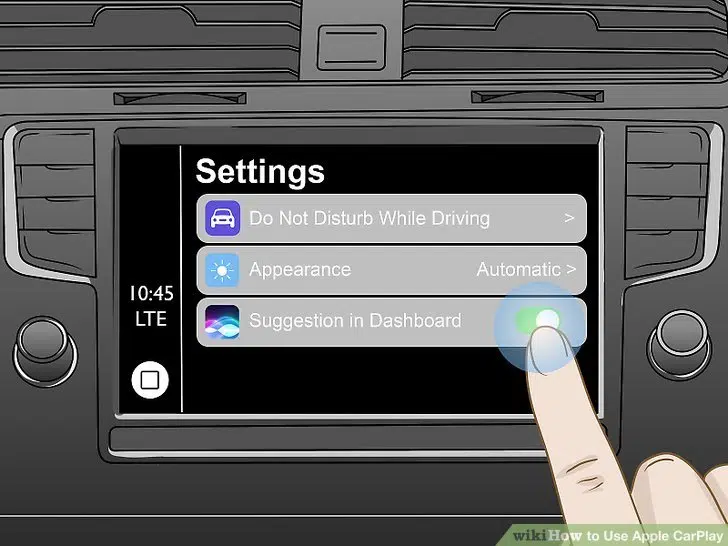 Settings
Do Not Disturb While Driving >
Appearance Automatic >
10:45
LTE
Suggestion in Dashboard
wikiHow to Use Apple CarPlay